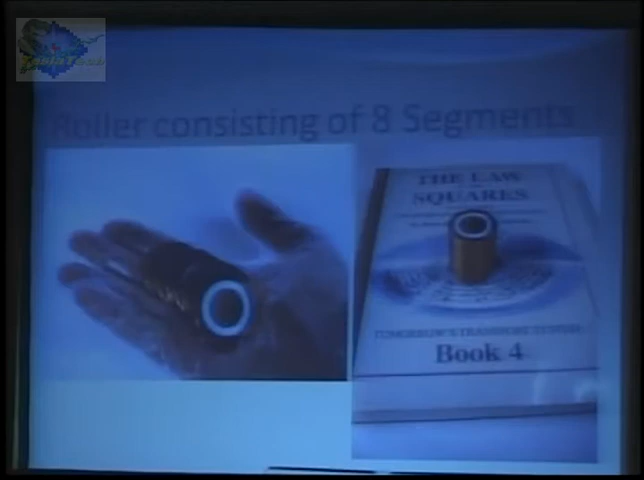 Roller consisting of 8 Segments
THE LAW
SQUARES
TOMORROW'S TRANSPORT SYSTEM
Book 4